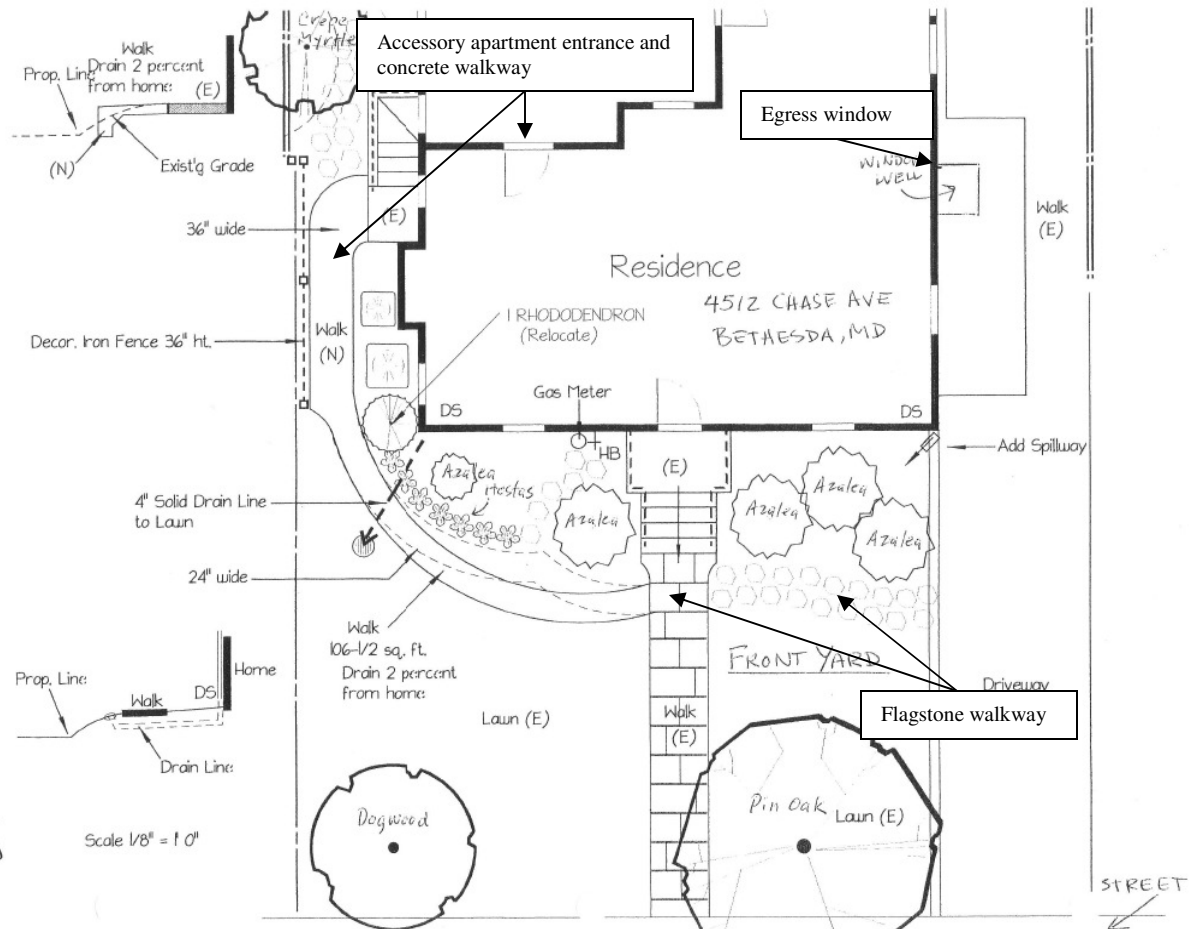 Crepe
Myrtle
Accessory apartment entrance and
concrete walkway
Walk
Drain 2 percent
from home
(E)
Prop. Line
(N)
Exist'g Grade
Egress window
WINDOW
WELL
Walk
(E)
36" wide
(E)
Residence
4512 CHASE AVE
BETHESDA, MD
1 RHODODENDRON
(Relocate)
Walk
(N)
Decor. Iron Fence 36" ht.
Gas Meter
DS
DS
HB
(E)
Add Spillway
Azalea
Hostas
Azalea
Azalea
Azalea
Azalea
4" Solid Drain Line
to Lawn
24" wide
Walk
106-1/2 sq. ft.
Drain 2 percent
from home
FRONT YARD
Home
Prop. Line
DS
Walk
Drain Line
Driveway
Flagstone walkway
Lawn (E)
Walk
(E)
Dogwood
Pin Oak
Lawn (E)
Scale 1/8" = 1' 0"
STREET